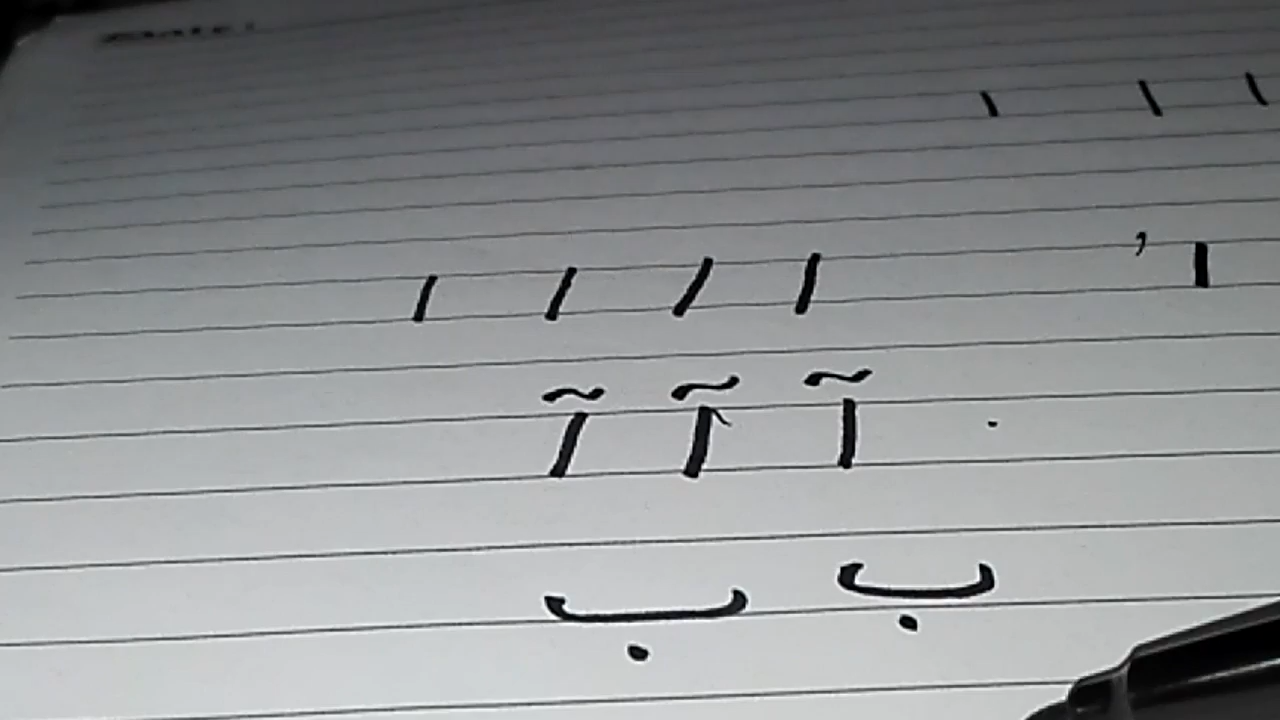 ا ا ا
ا ا ا ا ا
آ آ آ
ب ب